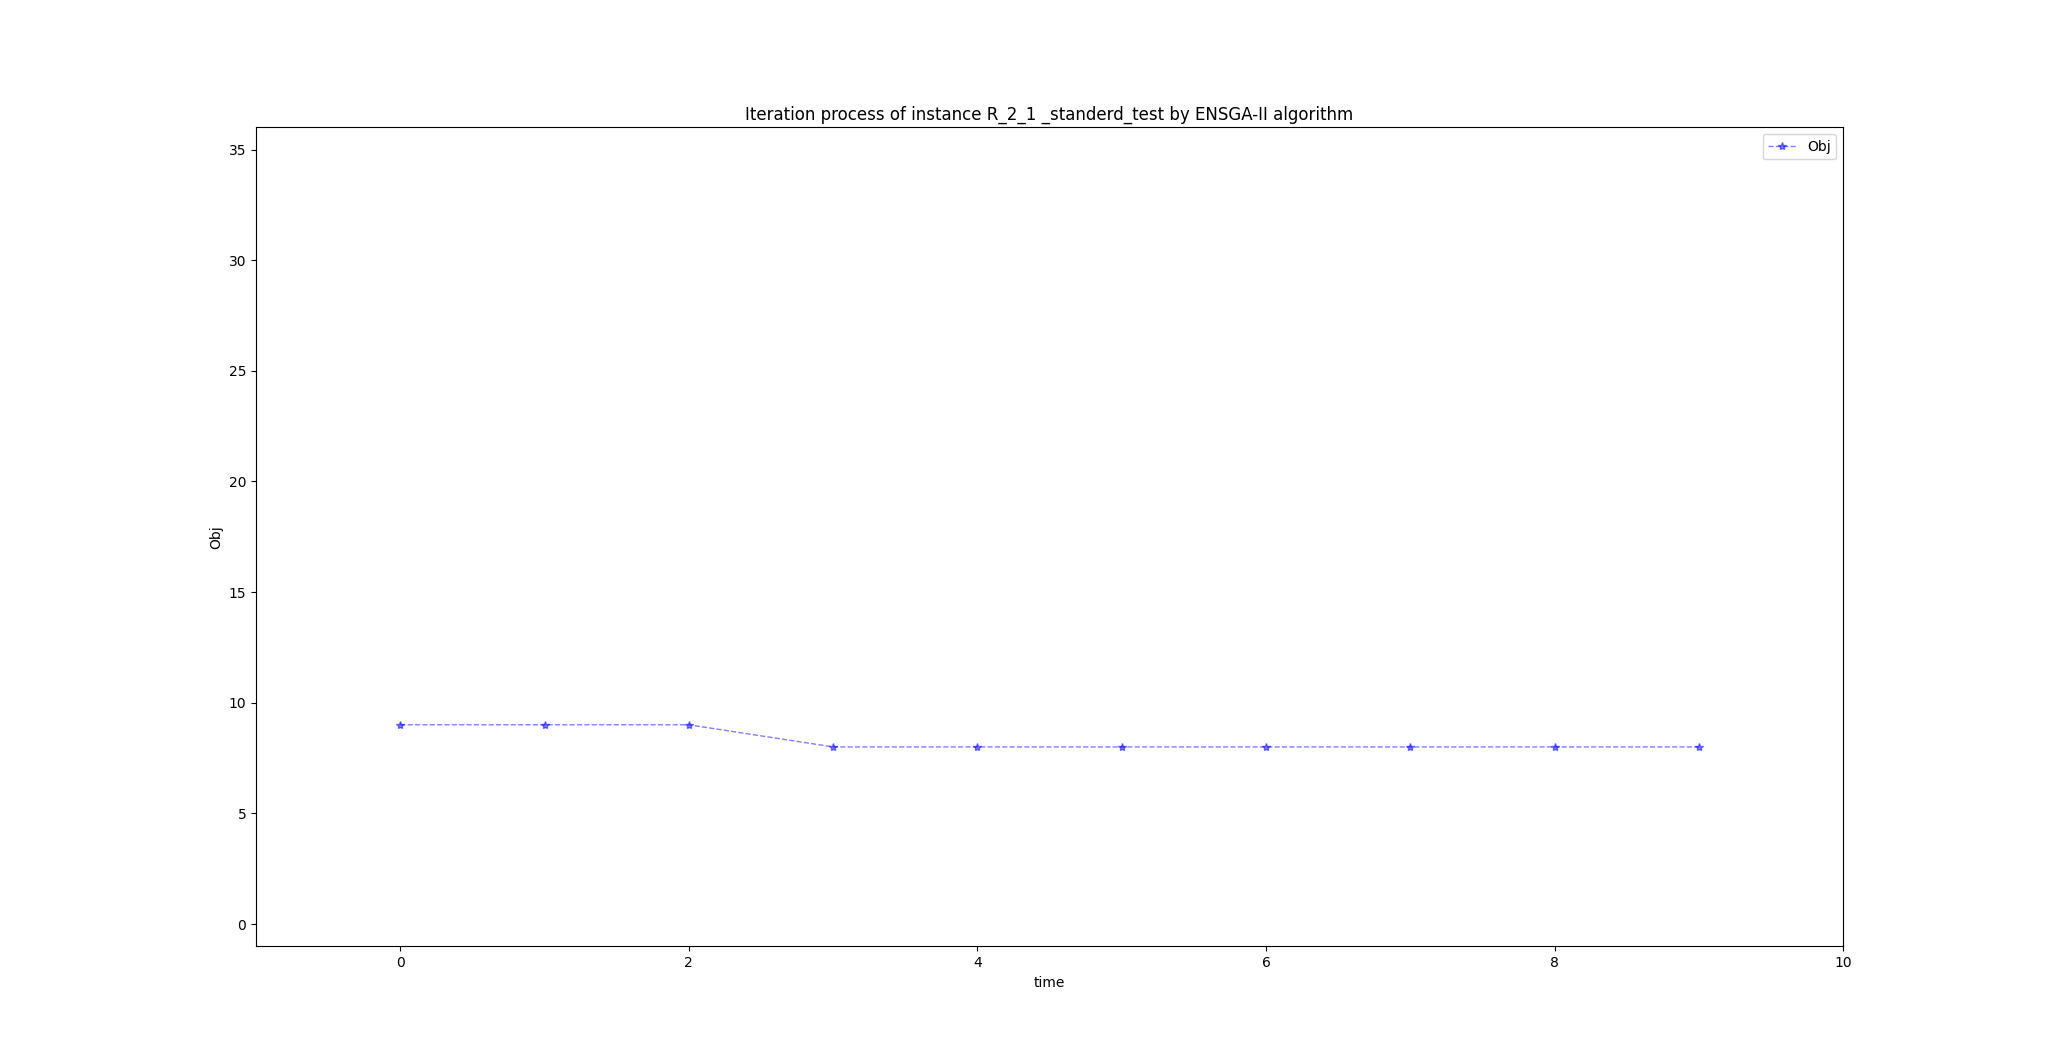 Iteration process of instance R_2_1 _standerd_test by ENSGA-II algorithm
Obj
35
30
25
20
15
10
5
0
Obj
0 2 4 6 8 10
time